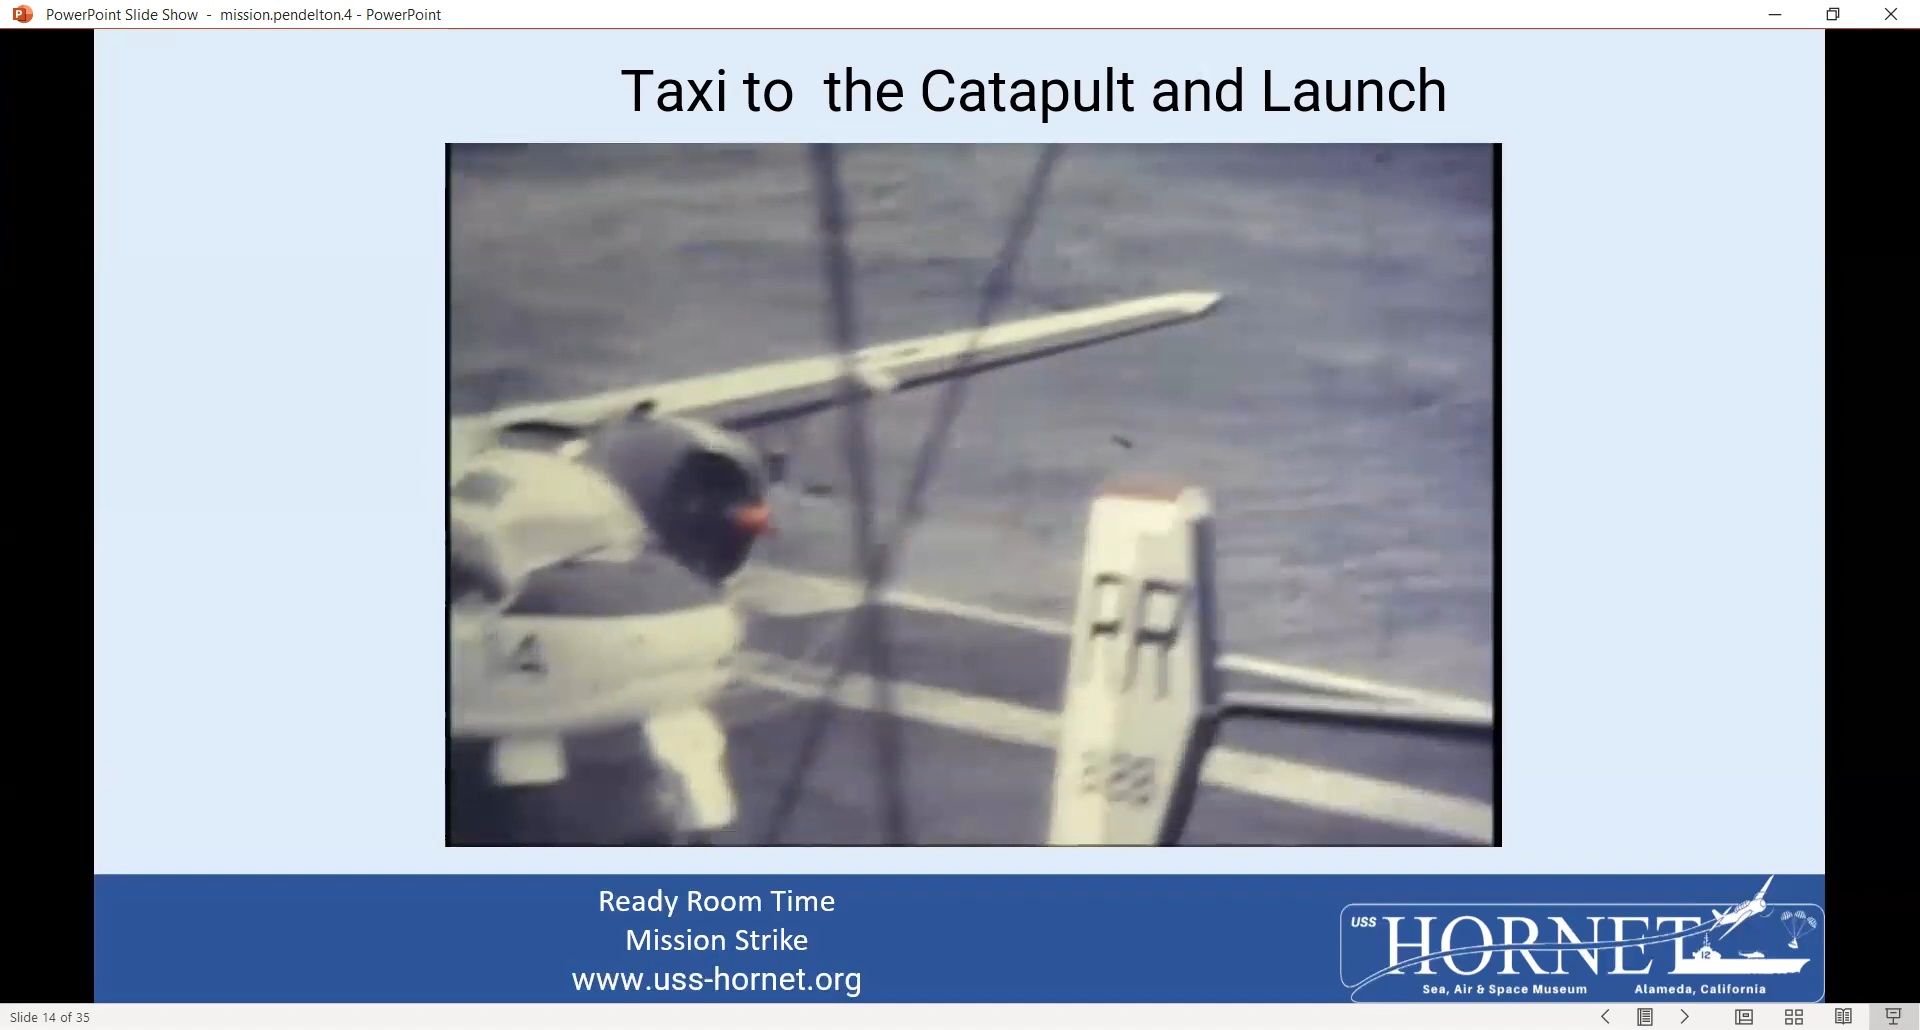 PowerPoint Slide Show - mission.pendelton.4 - PowerPoint
Taxi to the Catapult and Launch
Ready Room Time
Mission Strike
www.uss-hornet.org
USS
HORNET
12
Sea, Air & Space Museum Alameda, California
Slide 14 of 35